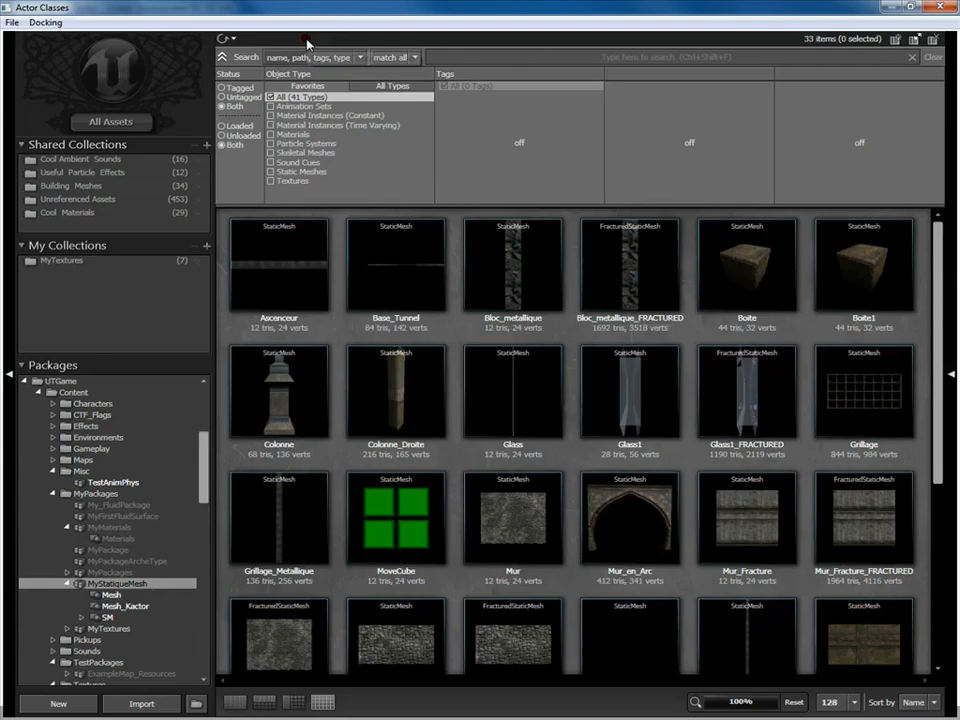 Actor Classes
File Docking
33 items (0 selected)
Search name, path, tags, type match all Type here to search (Ctrl+Shift+F) Clear
Status Object Type Tags
Favorites All Types
Tagged
Untagged
Both
Loaded
Unloaded
Both
All (41 Types)
Animation Sets
Material Instances (Constant)
Material Instances (Time Varying)
Materials
Particle Systems
Skeletal Meshes
Sound Cues
Static Meshes
Textures
All (0 Tags)
off off off
All Assets
Shared Collections
Cool Ambient Sounds (16)
Useful Particle Effects (12)
Building Meshes (34)
Unreferenced Assets (453)
Cool Materials (29)
My Collections
MyTextures (7)
Packages
UTGame
Content
Characters
CTF_Flags
Effects
Environments
Gameplay
Maps
Misc
TestAnimPhys
MyPackages
My_FluidPackage
MyFirstFluidSurface
MyMaterials
Materials
MyPackage
MyPackageArcheType
MyPackages
MyStatiqueMesh
Mesh
Mesh_Kactor
SM
MyTextures
Pickups
Sounds
TestPackages
ExampleMap_Resources
New Import
StaticMesh StaticMesh StaticMesh FracturedStaticMesh StaticMesh StaticMesh
Ascenceur Base_Tunnel Bloc_metallique Bloc_metallique_FRACTURED Boite Boite1
12 tris, 24 verts 84 tris, 142 verts 12 tris, 24 verts 1692 tris, 3518 verts 44 tris, 32 verts 44 tris, 32 verts
StaticMesh StaticMesh StaticMesh StaticMesh FracturedStaticMesh StaticMesh
Colonne Colonne_Droite Glass Glass1 Glass1_FRACTURED Grillage
68 tris, 136 verts 216 tris, 165 verts 12 tris, 24 verts 28 tris, 56 verts 1190 tris, 2119 verts 844 tris, 984 verts
StaticMesh StaticMesh StaticMesh StaticMesh FracturedStaticMesh FracturedStaticMesh
Grillage_Metallique MoveCube Mur Mur_en_Arc Mur_Fracture Mur_Fracture_FRACTURED
136 tris, 256 verts 12 tris, 24 verts 12 tris, 24 verts 412 tris, 341 verts 12 tris, 24 verts 1964 tris, 4116 verts
FracturedStaticMesh StaticMesh FracturedStaticMesh StaticMesh StaticMesh FracturedStaticMesh
100% Reset 128 Sort by Name